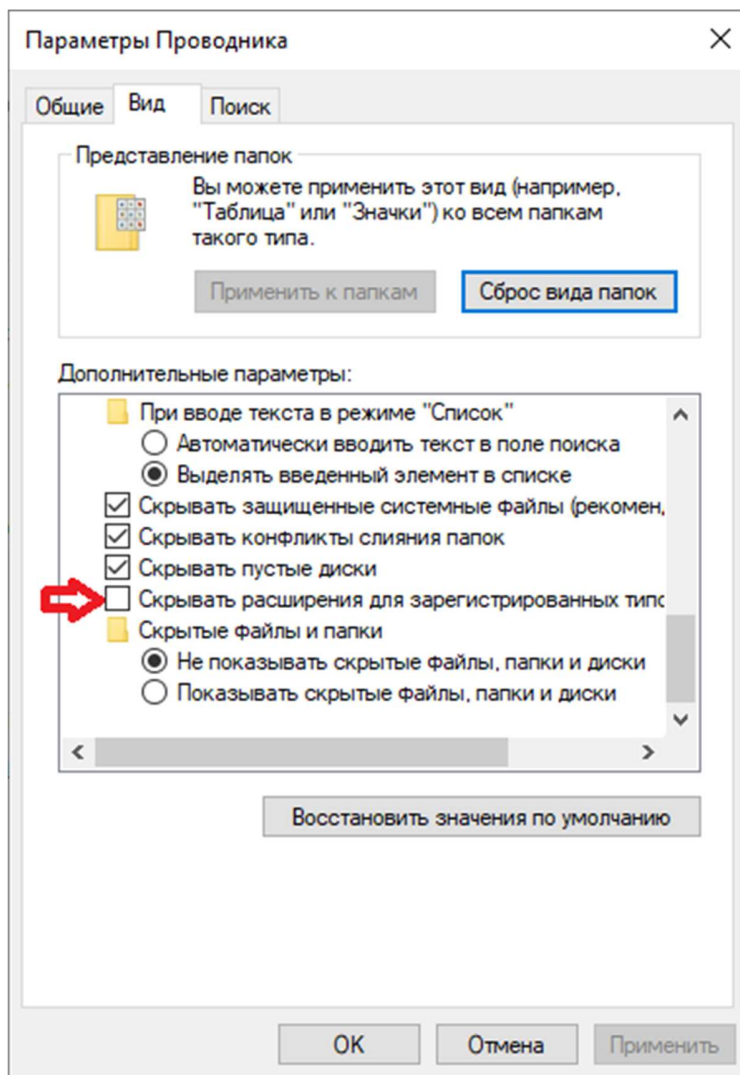 Параметры Проводника
Общие Вид Поиск
Представление папок
Вы можете применить этот вид (например,
"Таблица" или "Значки") ко всем папкам
такого типа.
Применить к папкам Сброс вида папок
Дополнительные параметры:
При вводе текста в режиме "Список"
Автоматически вводить текст в поле поиска
Выделять введенный элемент в списке
Скрывать защищенные системные файлы (рекомен,
Скрывать конфликты слияния папок
Скрывать пустые диски
Скрывать расширения для зарегистрированных типо
Скрытые файлы и папки
Не показывать скрытые файлы, папки и диски
Показывать скрытые файлы, папки и диски
Восстановить значения по умолчанию
ОК Отмена Применить